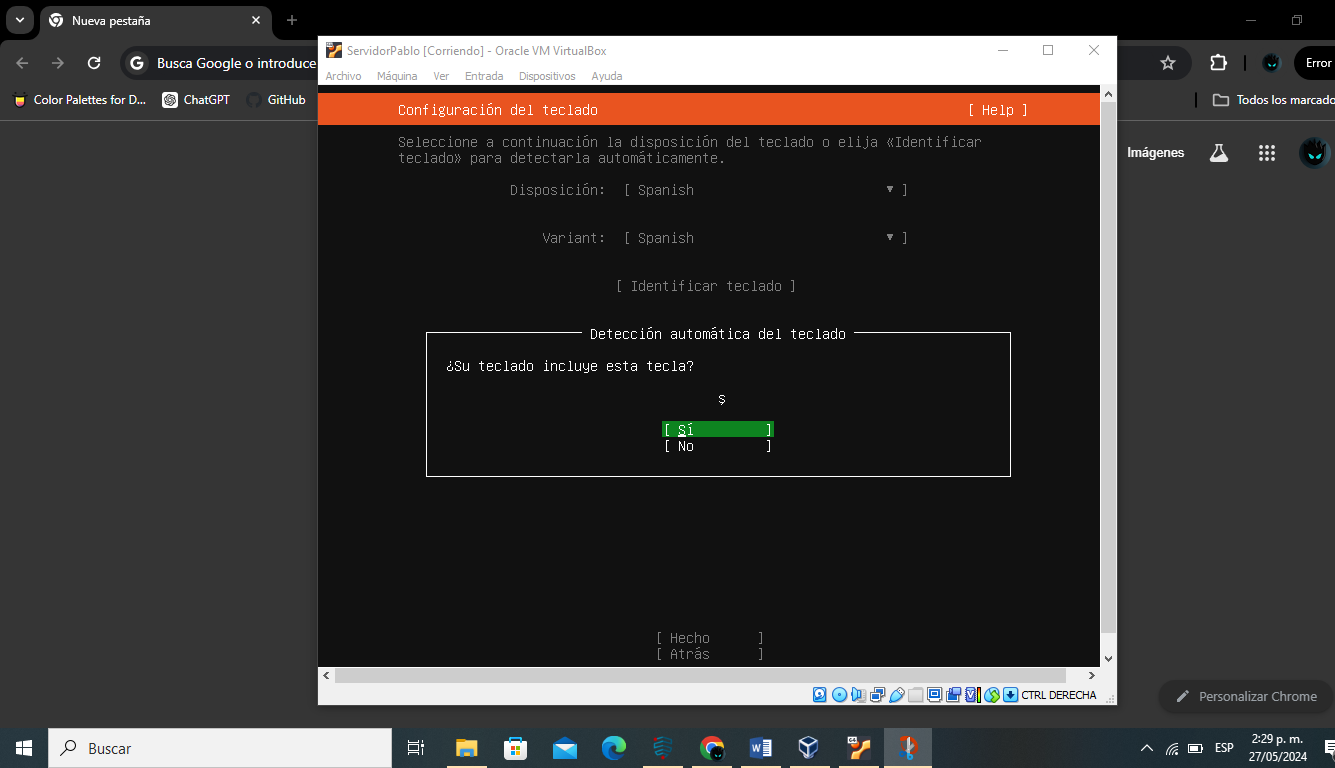 Nueva pestaña
ServidorPablo [Corriendo] - Oracle VM VirtualBox
Busca Google o introduce
Error
Archivo Máquina Ver Entrada Dispositivos Ayuda
Color Palettes for D... ChatGPT GitHub
Todos los marcado
Configuración del teclado [ Help ]
Seleccione a continuación la disposición del teclado o elija «Identificar
teclado» para detectarla automáticamente.
Imágenes
Disposición: [ Spanish ▾ ]
Variant: [ Spanish ▾ ]
[ Identificar teclado ]
Detección automática del teclado
¿Su teclado incluye esta tecla?
ş
[ Sí ]
[ No ]
[ Hecho ]
[ Atrás ]
CTRL DERECHA
Personalizar Chrome
Buscar
ESP
2:29 p. m.
27/05/2024